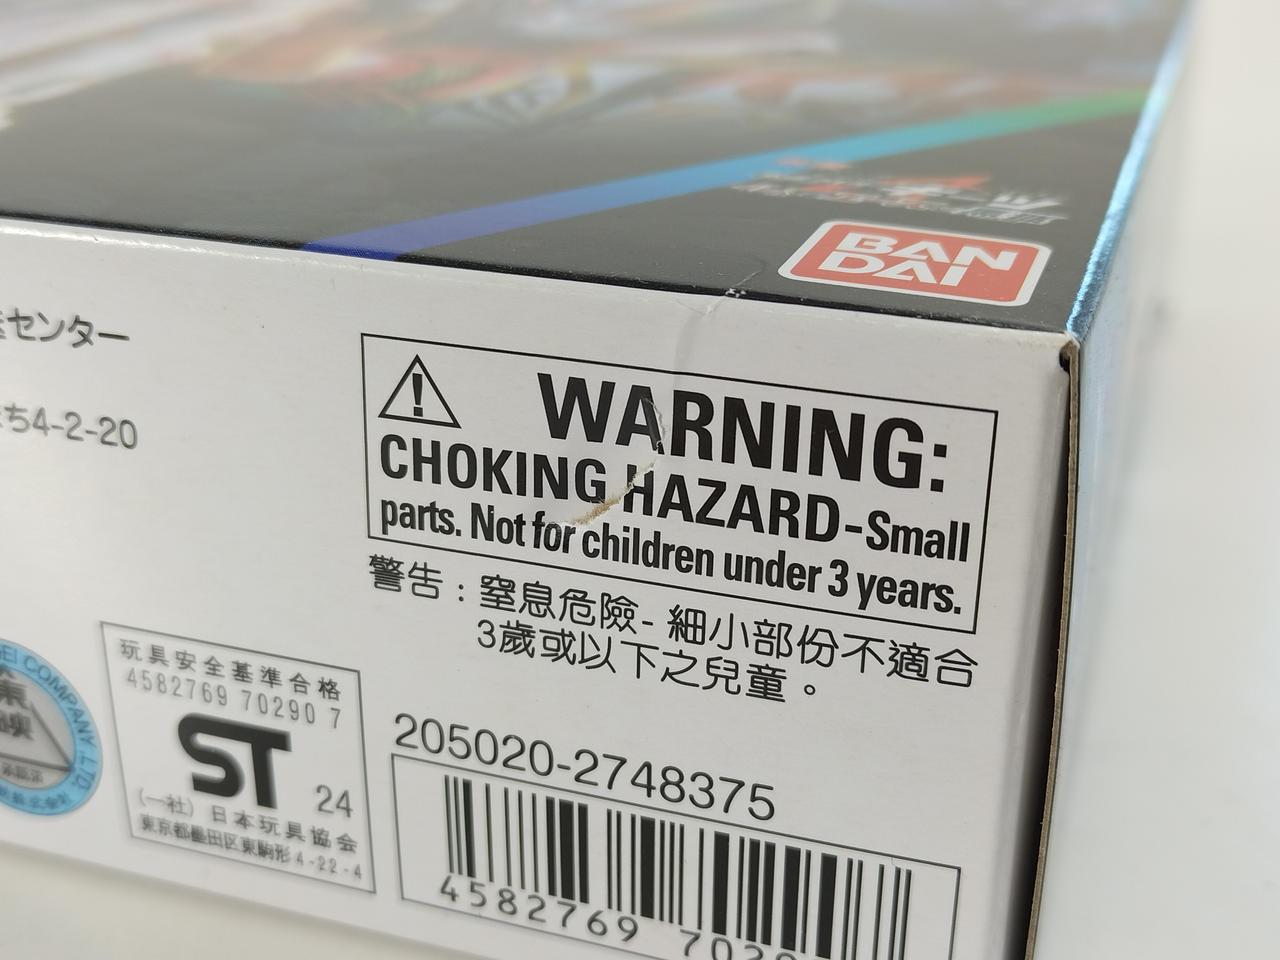 BAN
DAI
センター
ち4-2-20
WARNING:
CHOKING HAZARD-Small
parts. Not for children under 3 years.
警告：窒息危險-細小部份不適合
3歲或以下之兒童。
玩具安全基準合格
4582769 70290 7
ST 24
(一社) 日本玩具協会
東京都墨田区東駒形4-22-4
COMPANY, LTD.
205020-2748375
4582769 7029